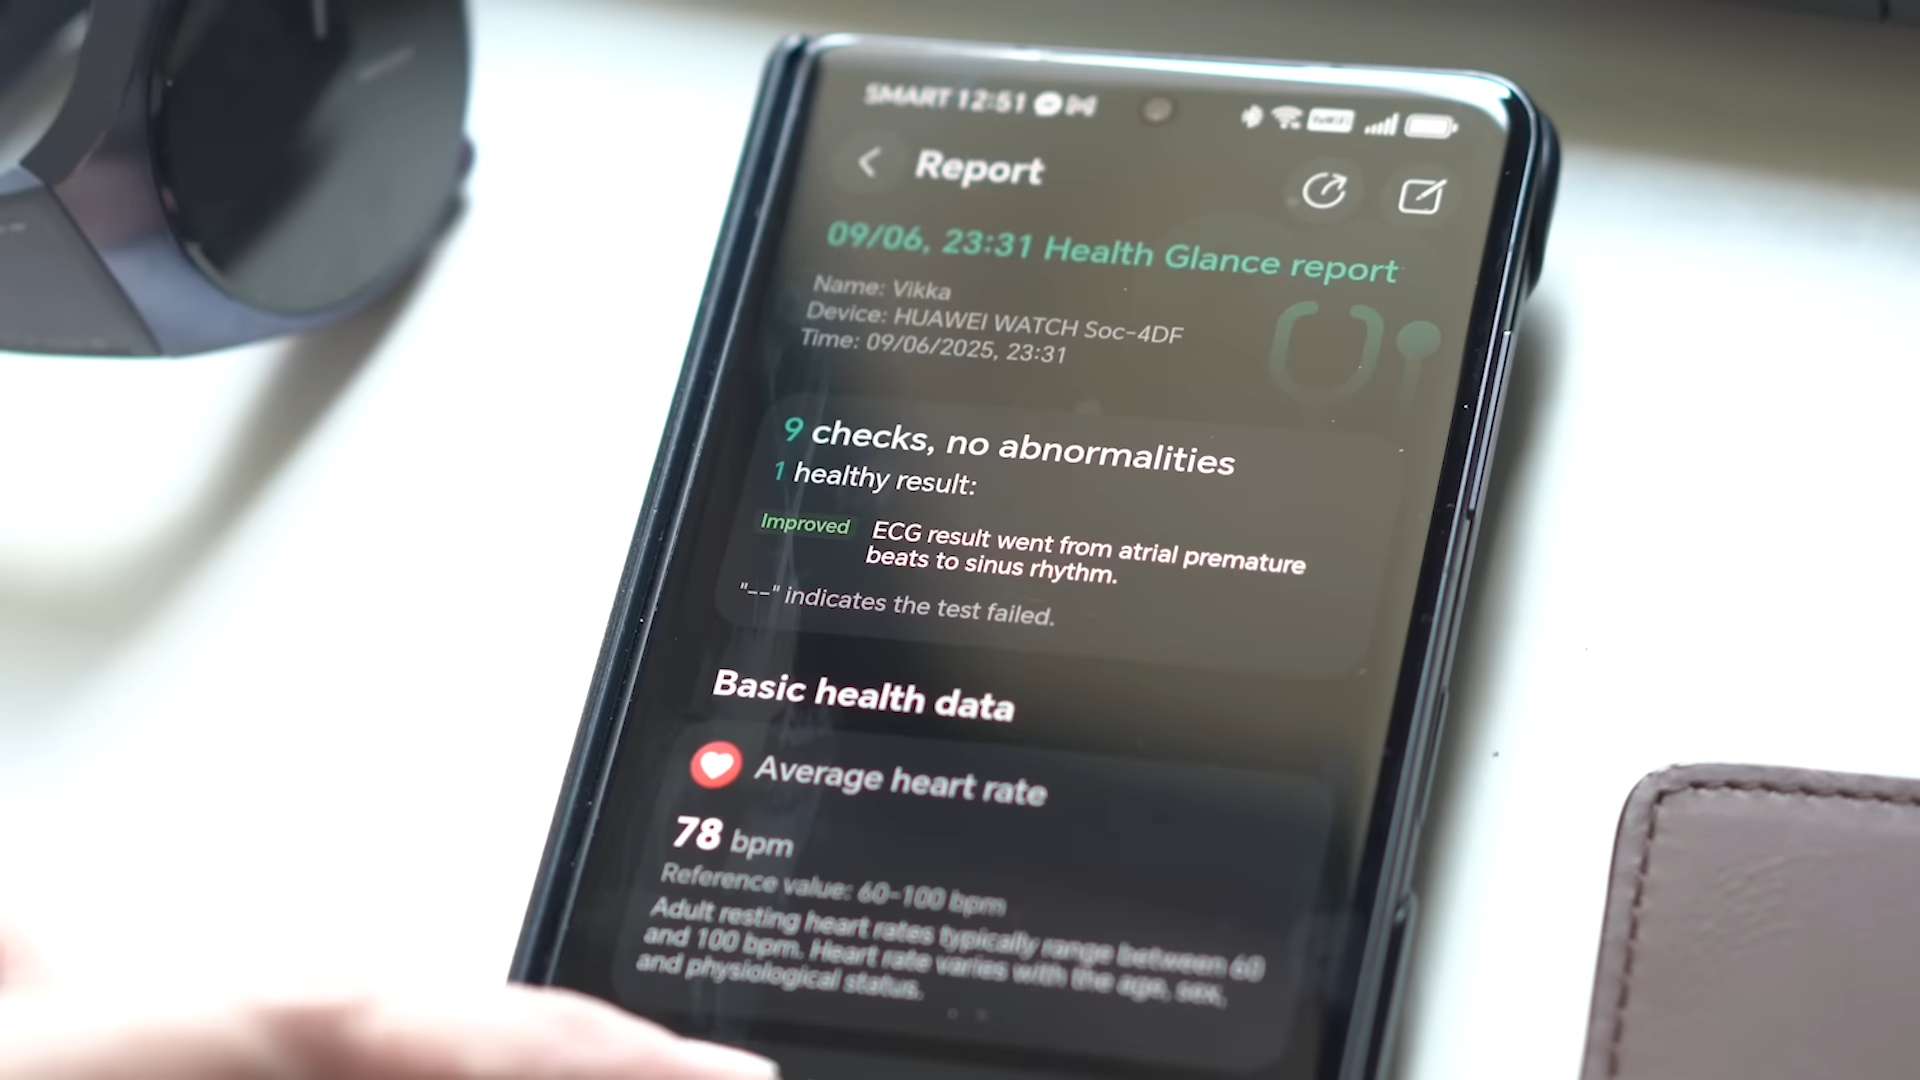 SMART 12:51
Report
09/06, 23:31 Health Glance report
Name: Vikka
Device: HUAWEI WATCH Soc-4DF
Time: 09/06/2025, 23:31
9 checks, no abnormalities
1 healthy result:
Improved ECG result went from atrial premature
beats to sinus rhythm.
"--" indicates the test failed.
Basic health data
Average heart rate
78 bpm
Reference value: 60-100 bpm
Adult resting heart rates typically range between 60
and 100 bpm. Heart rate varies with the age, sex,
and physiological status.